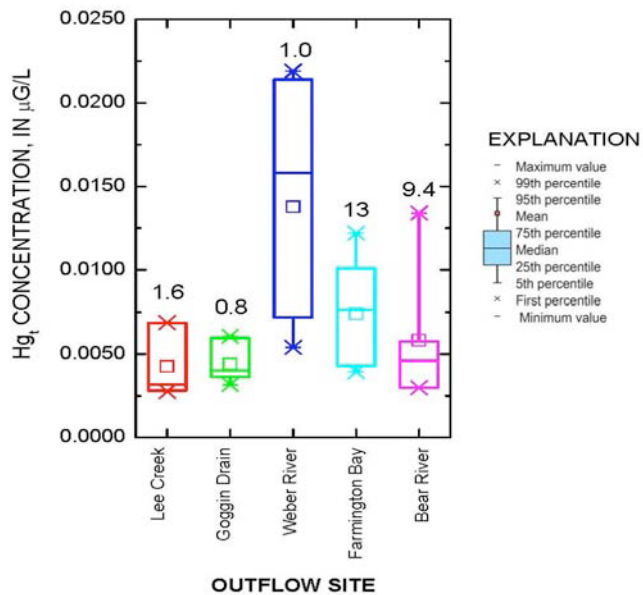 0.0250
0.0200
0.0150
0.0100
0.0050
0.0000
Hgt CONCENTRATION, IN µG/L
1.6
0.8
1.0
13
9.4
Lee Creek
Goggin Drain
Weber River
Farmington Bay
Bear River
OUTFLOW SITE
EXPLANATION
Maximum value
99th percentile
95th percentile
Mean
75th percentile
Median
25th percentile
5th percentile
First percentile
Minimum value